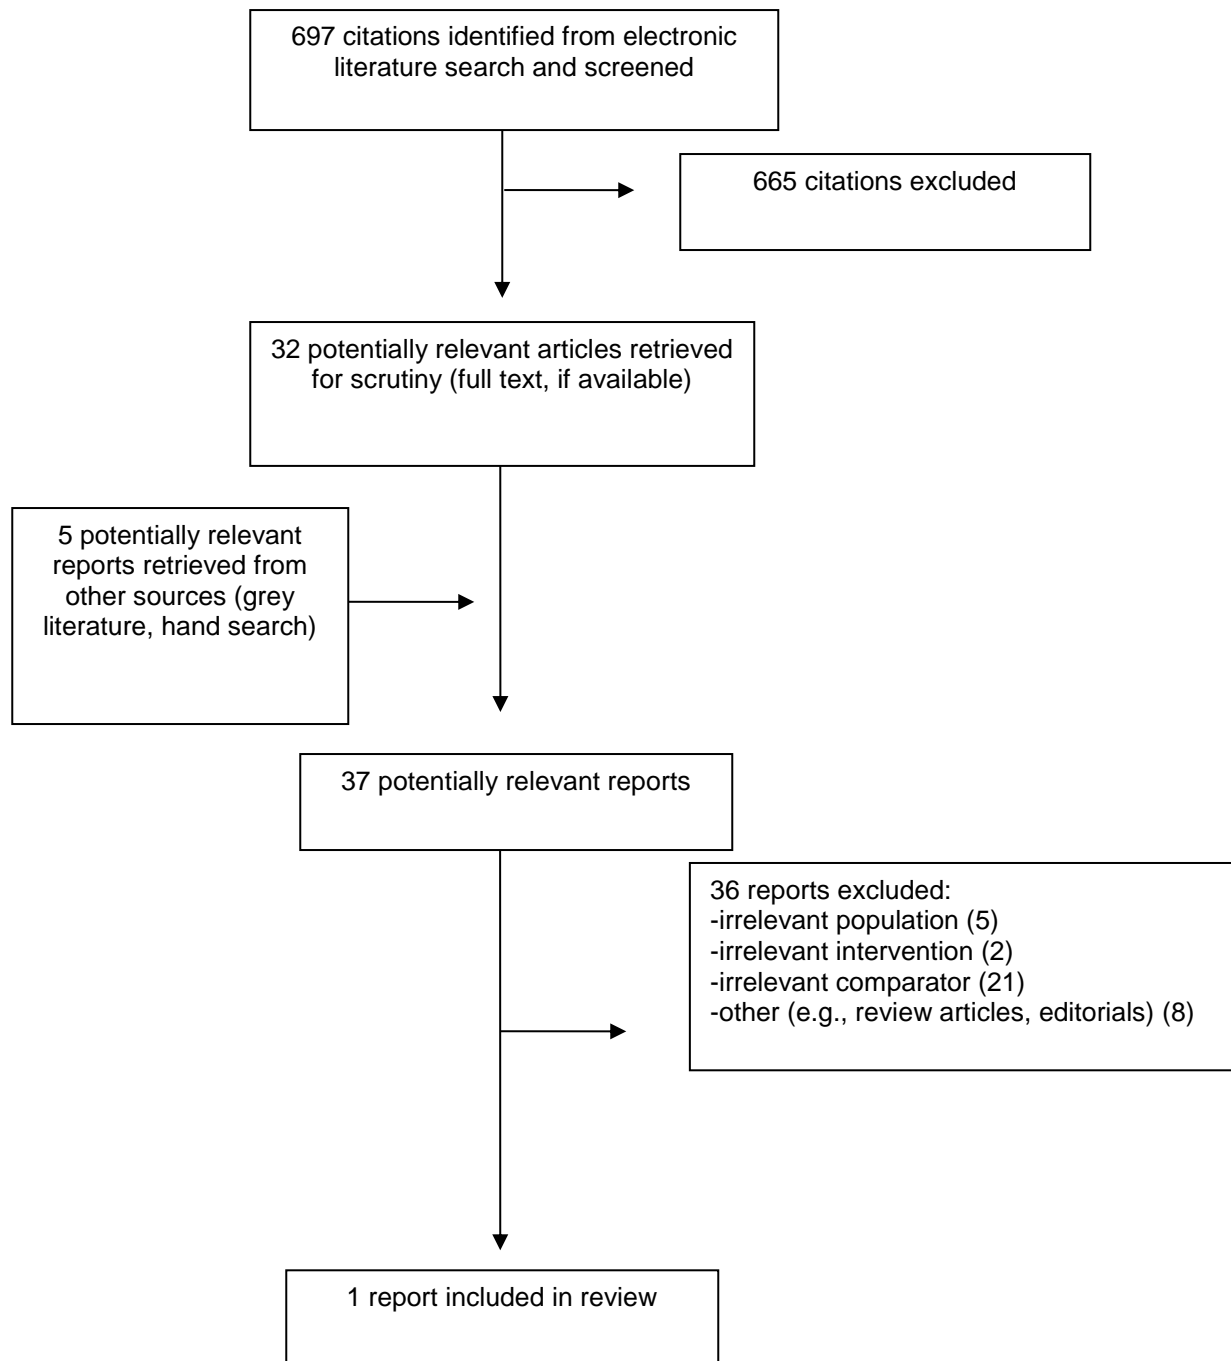 697 citations identified from electronic
literature search and screened
665 citations excluded
32 potentially relevant articles retrieved
for scrutiny (full text, if available)
5 potentially relevant
reports retrieved from
other sources (grey
literature, hand search)
37 potentially relevant reports
36 reports excluded:
-irrelevant population (5)
-irrelevant intervention (2)
-irrelevant comparator (21)
-other (e.g., review articles, editorials) (8)
1 report included in review